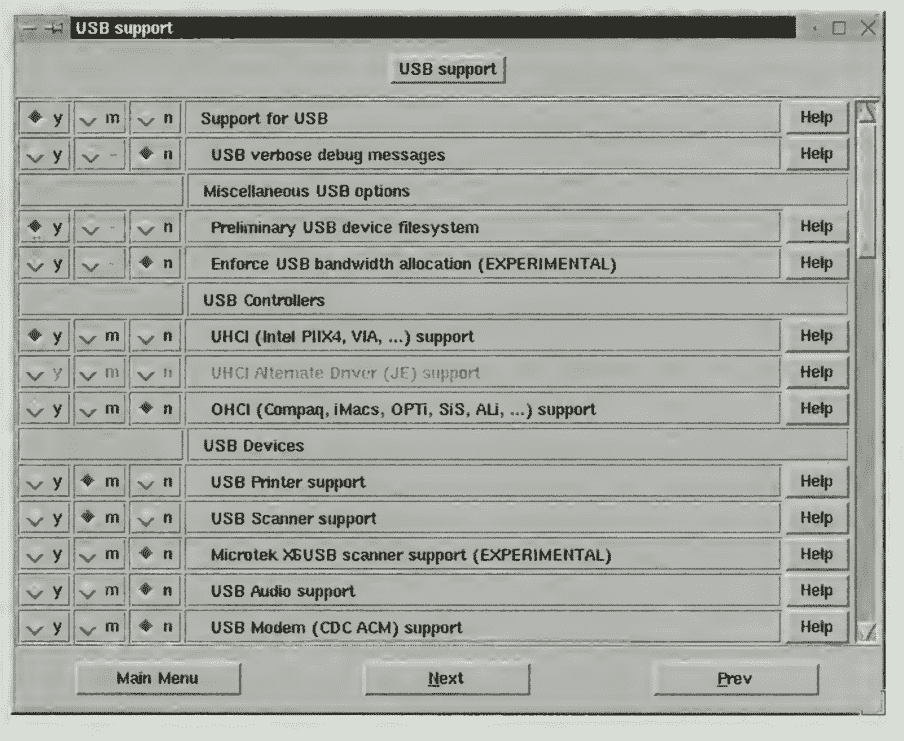 USB support
USB support
y m n Support for USB Help
y - n USB verbose debug messages Help
Miscellaneous USB options
y - n Preliminary USB device filesystem Help
y - n Enforce USB bandwidth allocation (EXPERIMENTAL) Help
USB Controllers
y m n UHCI (Intel PIIX4, VIA, ...) support Help
y m n UHCI Alternate Driver (JE) support Help
y m n OHCI (Compaq, iMacs, OPTi, SiS, ALi, ...) support Help
USB Devices
y m n USB Printer support Help
y m n USB Scanner support Help
y m n Microtek X6USB scanner support (EXPERIMENTAL) Help
y m n USB Audio support Help
y m n USB Modem (CDC ACM) support Help
Main Menu Next Prev